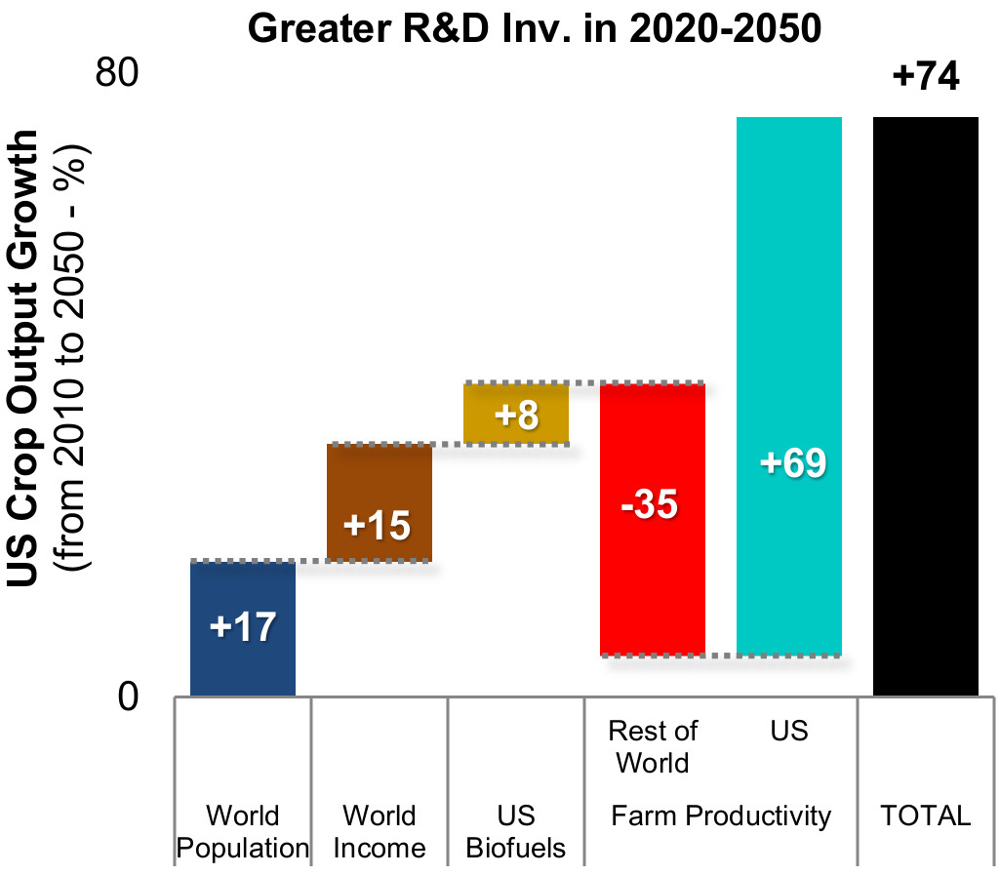 Greater R&D Inv. in 2020-2050
US Crop Output Growth
(from 2010 to 2050 - %)
80
0
+17
+15
+8
-35
+69
+74
Rest of
World
US
World
Population
World
Income
US
Biofuels
Farm Productivity
TOTAL